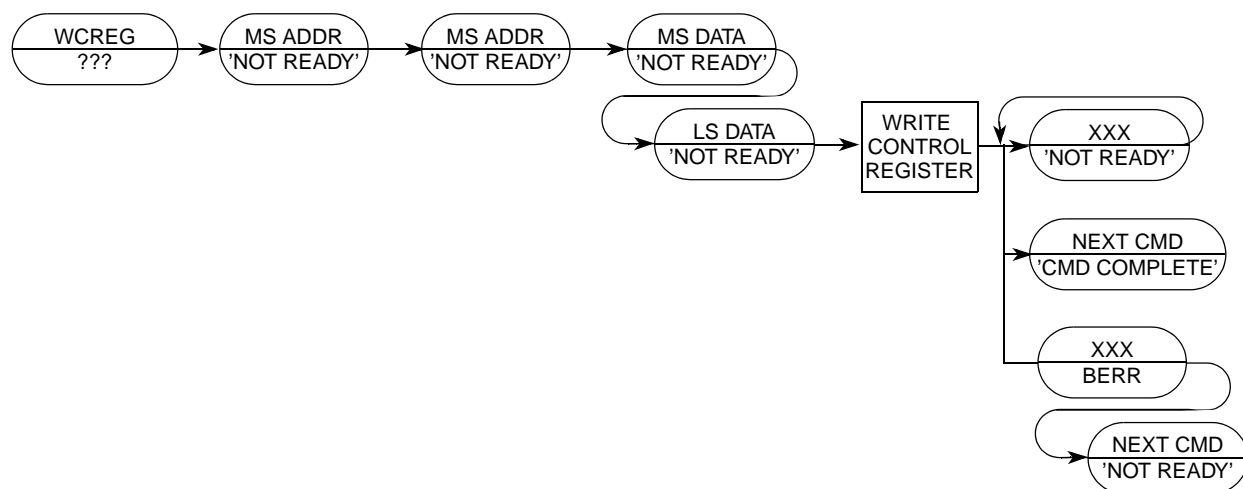 WCREG
???
MS ADDR
'NOT READY'
MS ADDR
'NOT READY'
MS DATA
'NOT READY'
LS DATA
'NOT READY'
WRITE
CONTROL
REGISTER
XXX
'NOT READY'
NEXT CMD
'CMD COMPLETE'
XXX
BERR
NEXT CMD
'NOT READY'